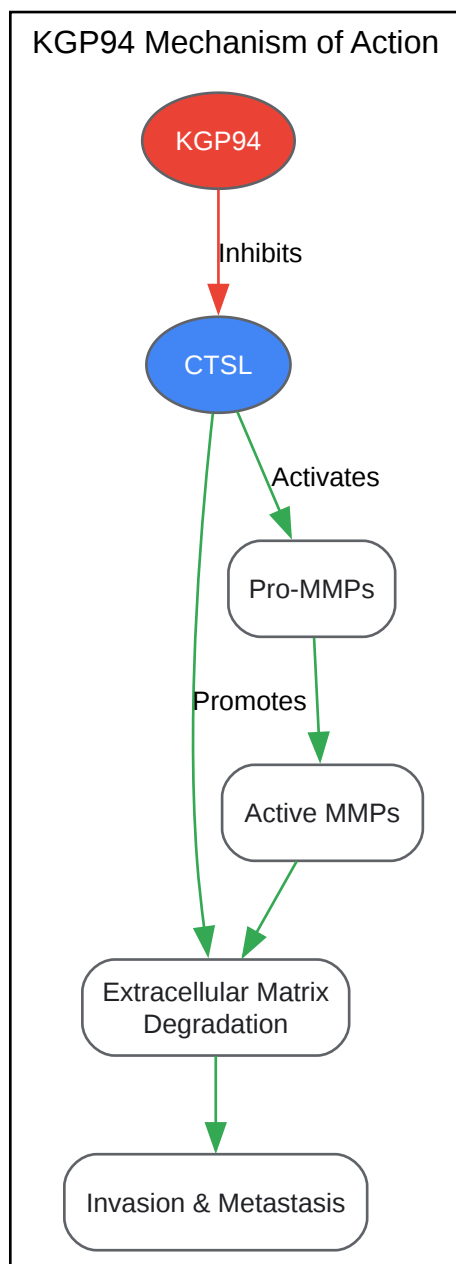 KGP94 Mechanism of Action
KGP94
Inhibits
CTSL
Activates
Pro-MMPs
Promotes
Active MMPs
Extracellular Matrix
Degradation
Invasion & Metastasis